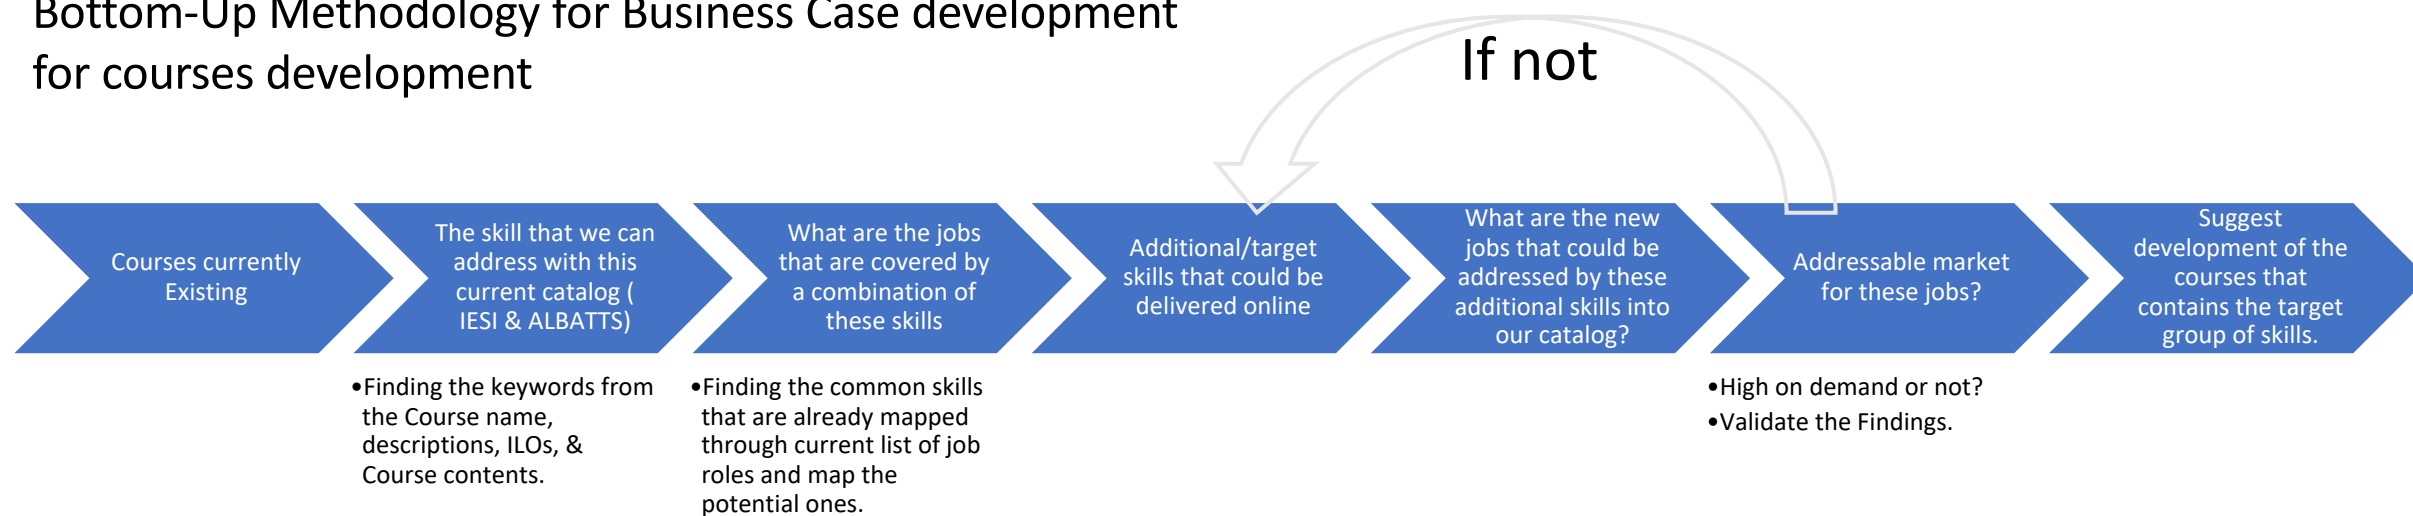 Bottom-Up Methodology for Business Case development
for courses development
If not
Courses currently
Existing
The skill that we can
address with this
current catalog (
IESI & ALBATTS)
What are the jobs
that are covered by
a combination of
these skills
Additional/target
skills that could be
delivered online
What are the new
jobs that could be
addressed by these
additional skills into
our catalog?
Addressable market
for these jobs?
Suggest
development of the
courses that
contains the target
group of skills.
•Finding the keywords from
the Course name,
descriptions, ILOs, &
Course contents.
•Finding the common skills
that are already mapped
through current list of job
roles and map the
potential ones.
•High on demand or not?
•Validate the Findings.